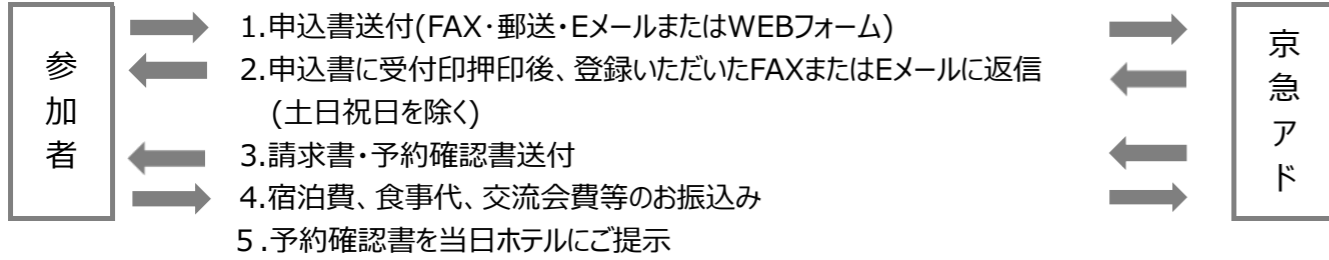 参加者
1.申込書送付(FAX・郵送・EメールまたはWEBフォーム)
2.申込書に受付印押印後、登録いただいたFAXまたはEメールに返信
(土日祝日を除く)
3.請求書・予約確認書送付
4.宿泊費、食事代、交流会費等のお振込み
５.予約確認書を当日ホテルにご提示
京急アド